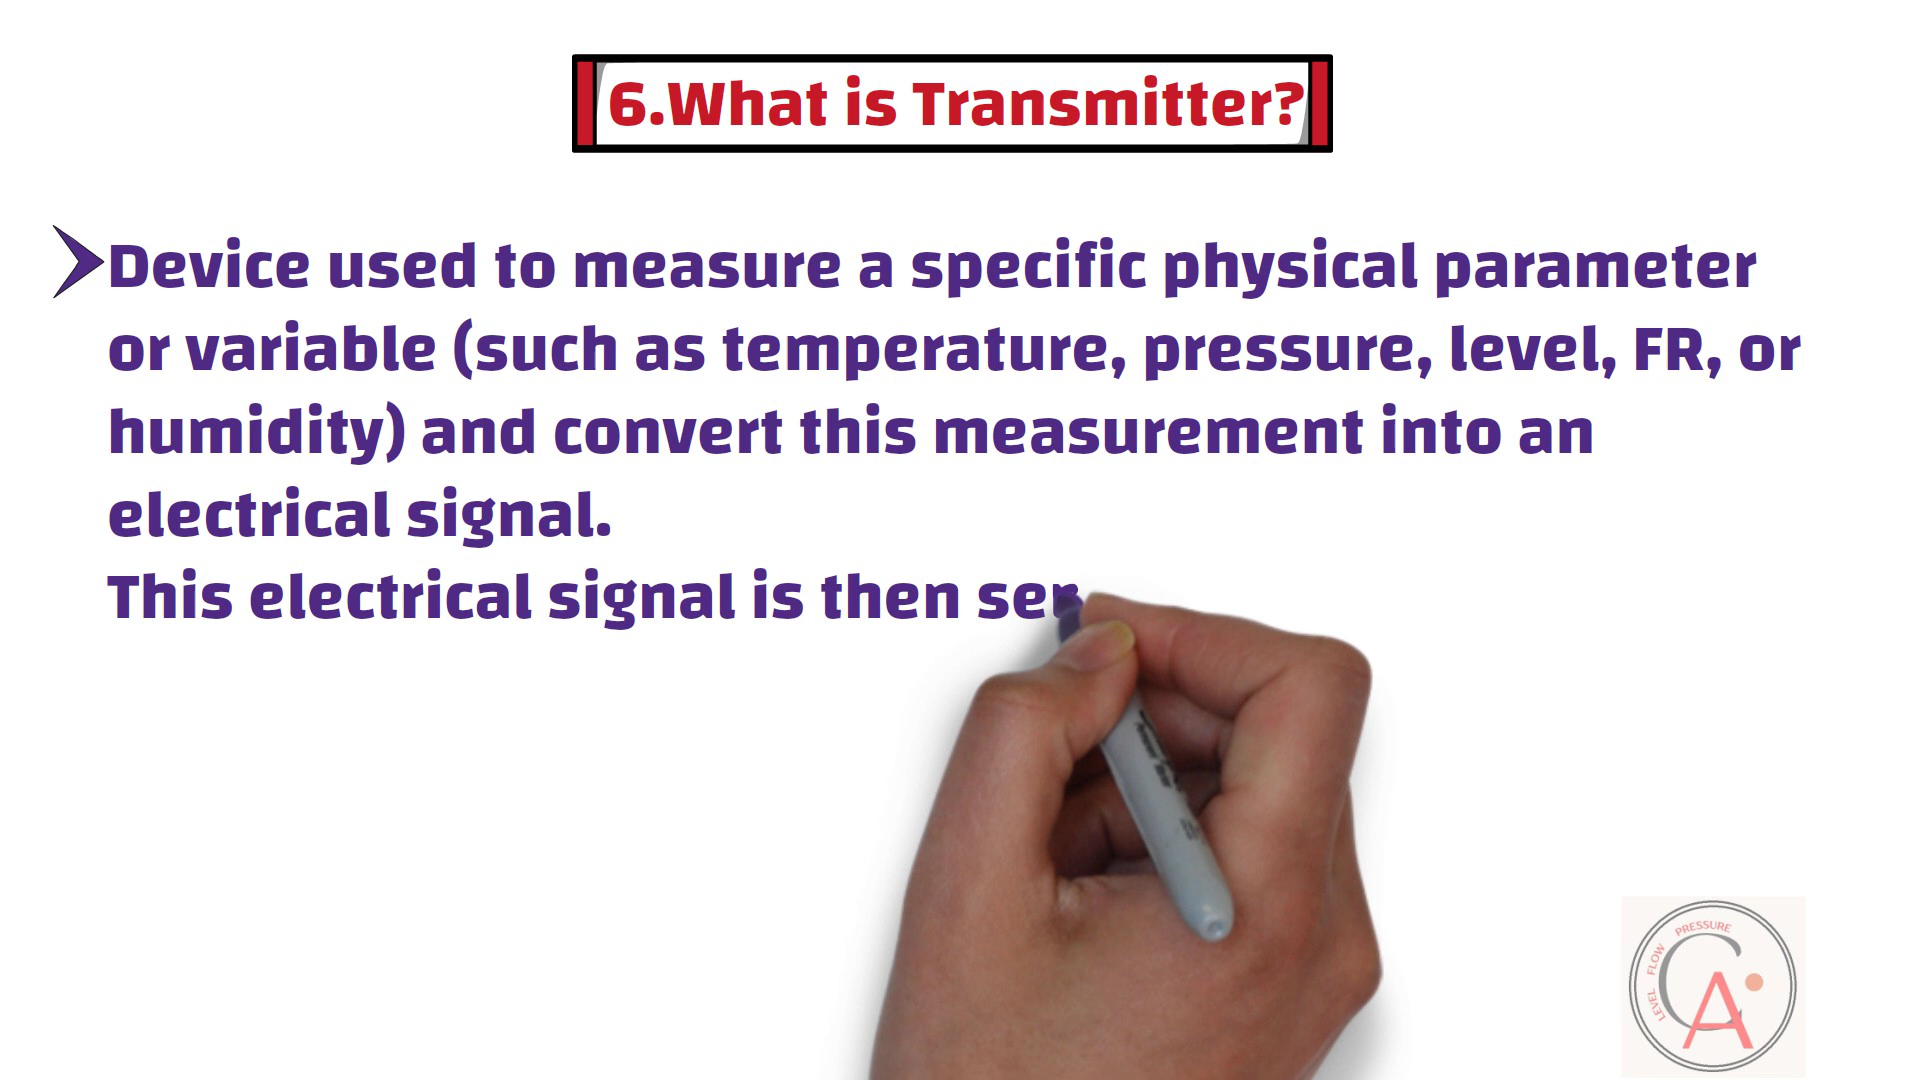 6.What is Transmitter?
Device used to measure a specific physical parameter
or variable (such as temperature, pressure, level, FR, or
humidity) and convert this measurement into an
electrical signal.
This electrical signal is then
PRESSURE
FLOW
LEVEL
CA